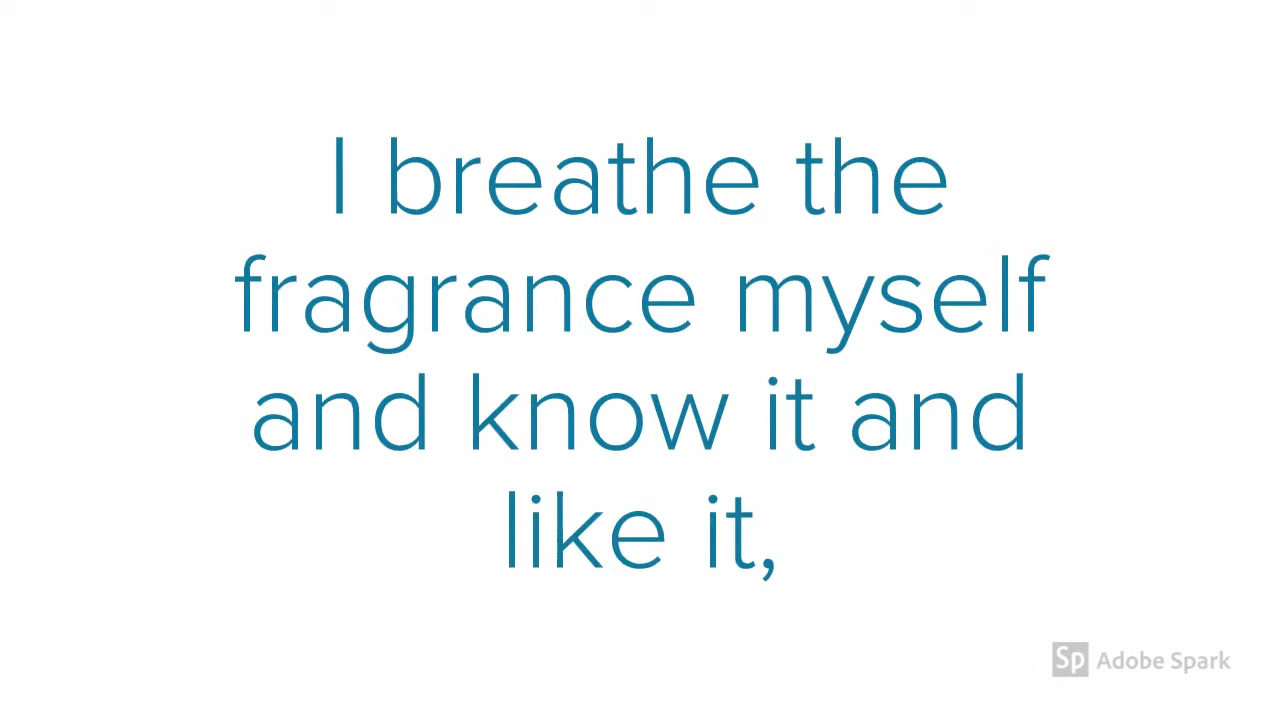 I breathe the
fragrance myself
and know it and
like it,
Sp Adobe Spark